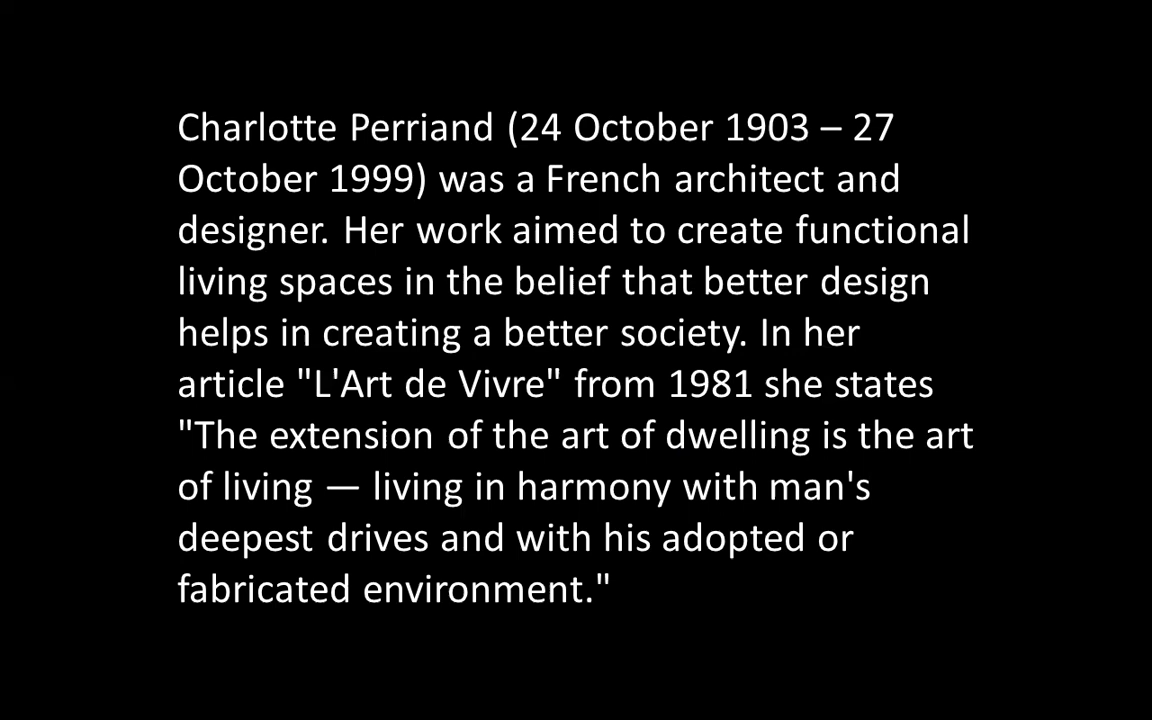 Charlotte Perriand (24 October 1903 – 27
October 1999) was a French architect and
designer. Her work aimed to create functional
living spaces in the belief that better design
helps in creating a better society. In her
article "L'Art de Vivre" from 1981 she states
"The extension of the art of dwelling is the art
of living — living in harmony with man's
deepest drives and with his adopted or
fabricated environment."